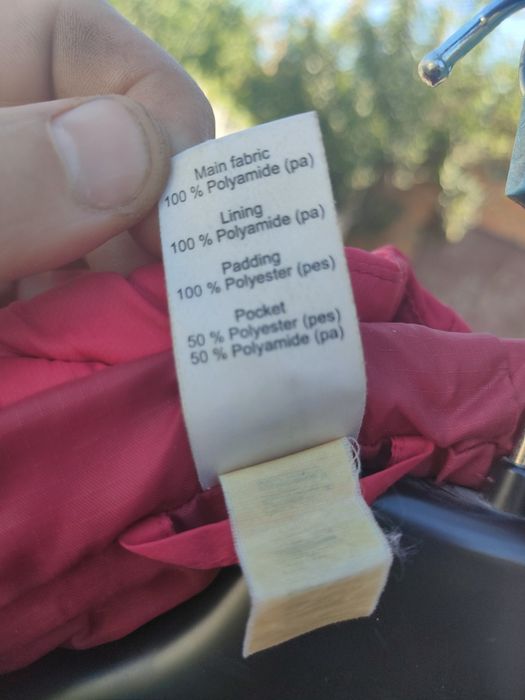 Main fabric
100 % Polyamide (pa)
Lining
100 % Polyamide (pa)
Padding
100 % Polyester (pes)
Pocket
50 % Polyester (pes)
50 % Polyamide (pa)